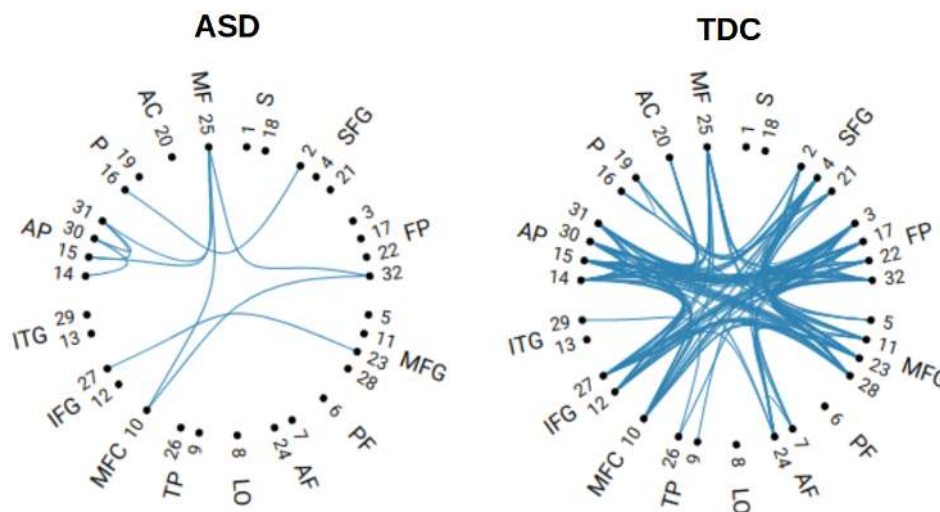 ASD
MF 25
S
1
18
SFG
2
4
21
3
17
FP
22
32
5
11
23
MFG
28
6
PF
7
AF
24
8
LO
9
TP
26
MFC 10
IFG
12
27
ITG
13
29
AP
14
15
30
31
P
16
19
AC 20
TDC
MF 25
S
1
18
SFG
2
4
21
3
17
FP
22
32
5
11
23
MFG
28
6
PF
7
AF
24
8
LO
9
TP
26
MFC 10
IFG
12
27
ITG
13
29
AP
14
15
30
31
P
16
19
AC 20